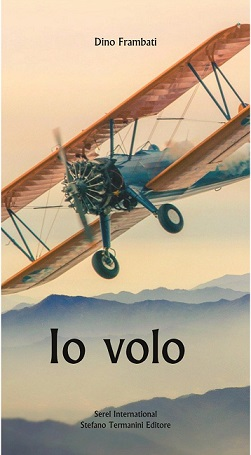 Dino Frambati
Io volo
Serel International
Stefano Termanini Editore